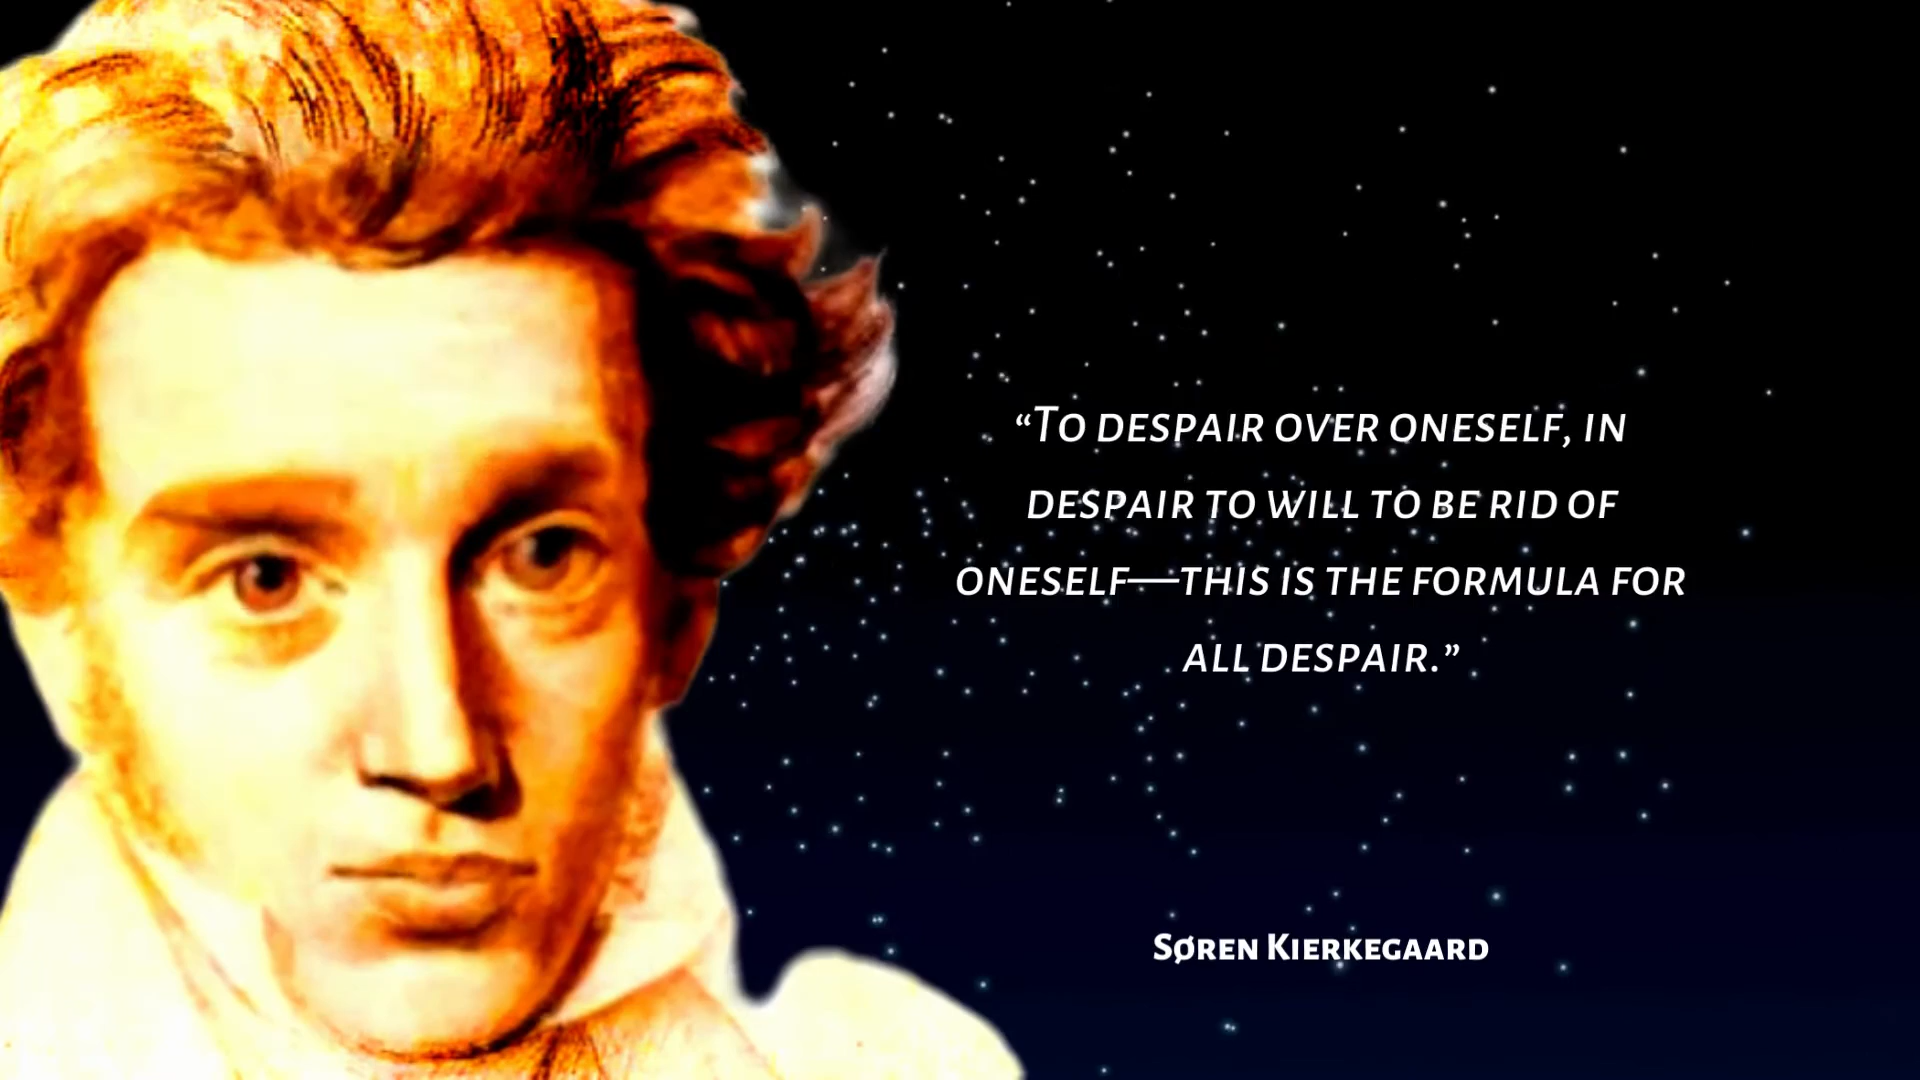 “To despair over oneself, in
despair to will to be rid of
oneself—this is the formula for
all despair.”
Søren Kierkegaard